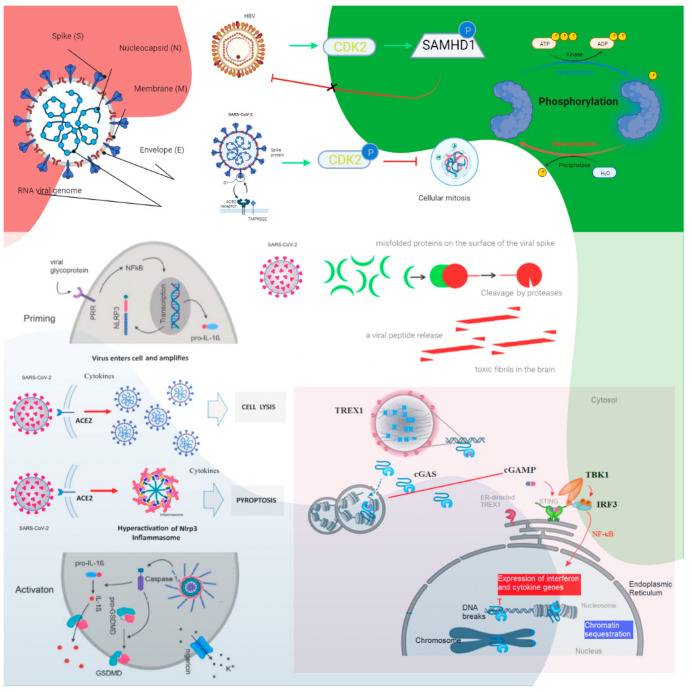 HBV
Spike (S)
Nucleocapsid (N)
Membrane (M)
Envelope (E)
RNA viral genome
CDK2
SAMHD1
P
ATP
P
P
P
ADP
P
P
Kinase
P
Phosphorylation
P
Phosphatase
H₂O
SARS-CoV-2
Spike
protein
ACE2
receptor
TMPRSS2
CDK2
P
Cellular mitosis
viral
glycoprotein
NFkB
PRR
NLRP3
Transcription
pro-IL-1ß
Priming
SARS-CoV-2
misfolded proteins on the surface of the viral spike
Cleavage by proteases
a viral peptide release
toxic fibrils in the brain
Virus enters cell and amplifies
SARS-CoV-2
Cytokines
ACE2
CELL LYSIS
Cytokines
ACE2
SARS-CoV-2
Inflammasome
PYROPTOSIS
Hyperactivation of Nlrp3
Inflammasome
Activaton
pro-IL-1ß
Caspase 1
IL-1ß
pro-GSDMD
GSDMD
nigericin
K⁺
Cytosol
TREX1
cGAS
cGAMP
TBK1
STING
IRF3
ER-directed
TREX1
NF-κB
Expression of interferon
and cytokine genes
Endoplasmic
Reticulum
DNA
breaks
Nucleosome
Chromatin
sequestration
Chromosome
Nucleus